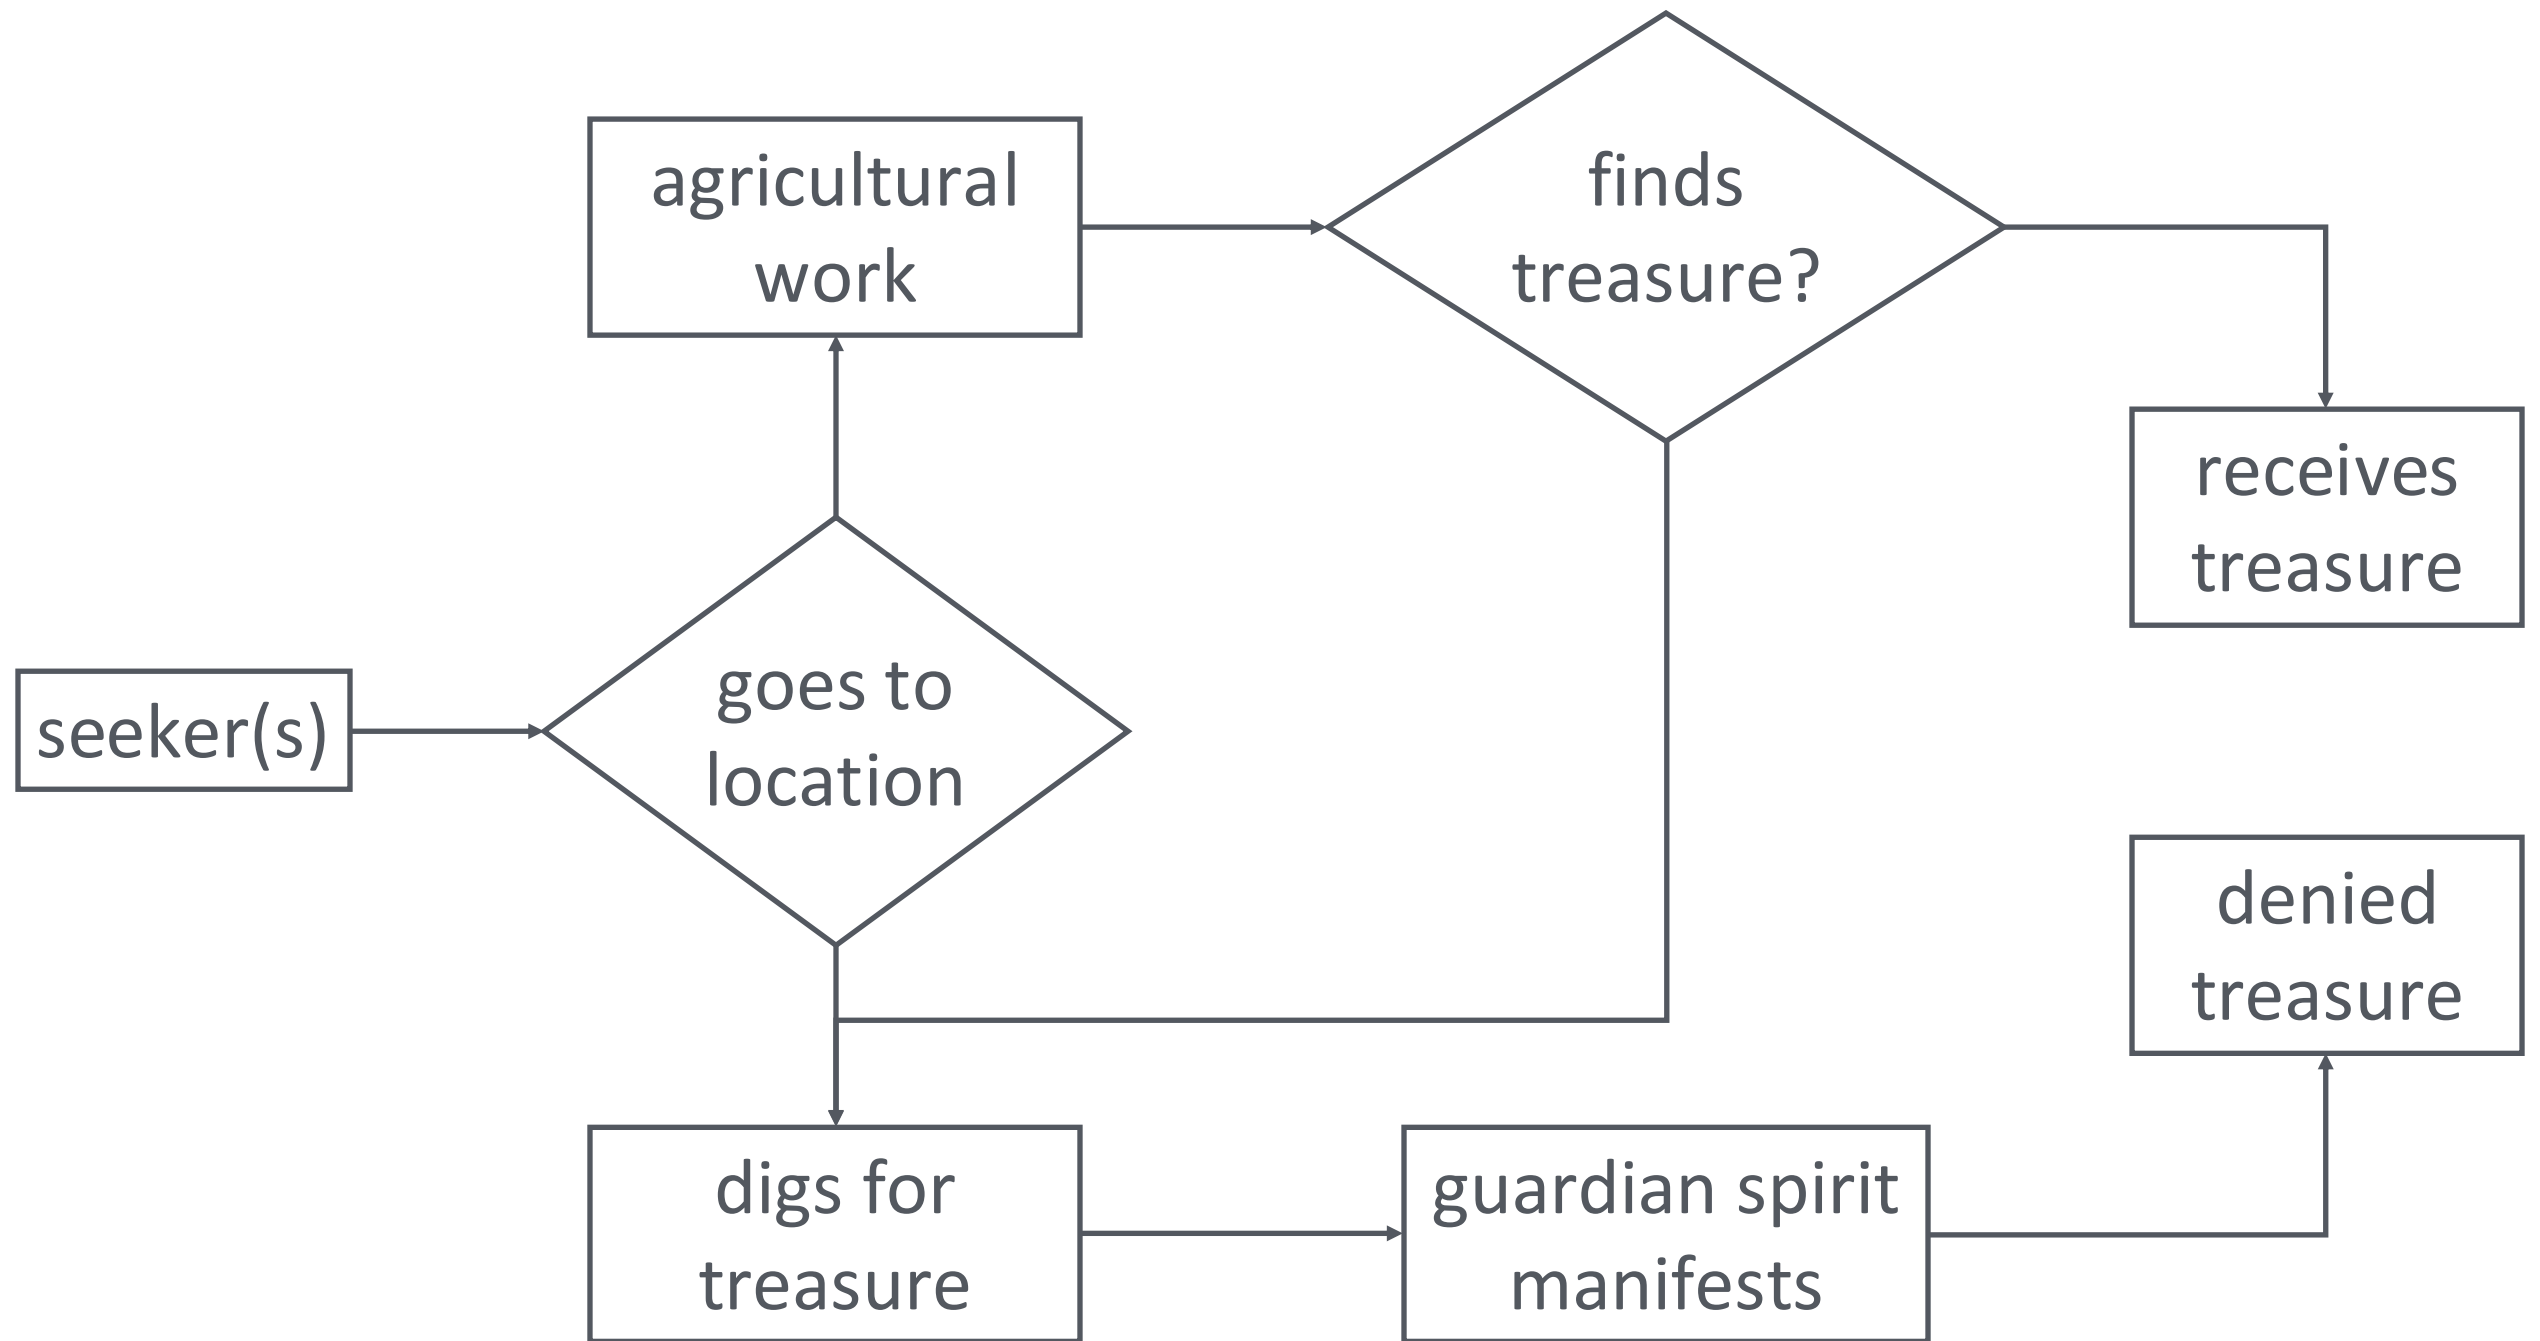 agricultural
work
finds
treasure?
receives
treasure
seeker(s)
goes to
location
denied
treasure
digs for
treasure
guardian spirit
manifests